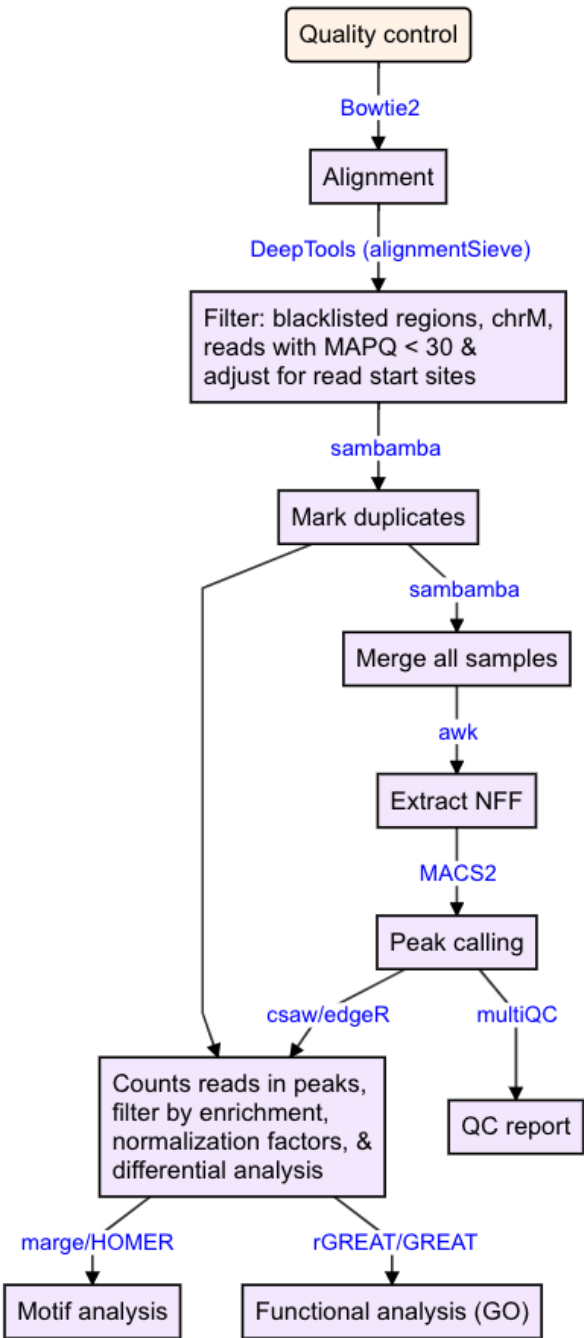 Quality control
Bowtie2
Alignment
DeepTools (alignmentSieve)
Filter: blacklisted regions, chrM,
reads with MAPQ < 30 &
adjust for read start sites
sambamba
Mark duplicates
sambamba
Merge all samples
awk
Extract NFF
MACS2
Peak calling
csaw/edgeR
multiQC
Counts reads in peaks,
filter by enrichment,
normalization factors, &
differential analysis
QC report
marge/HOMER
rGREAT/GREAT
Motif analysis
Functional analysis (GO)